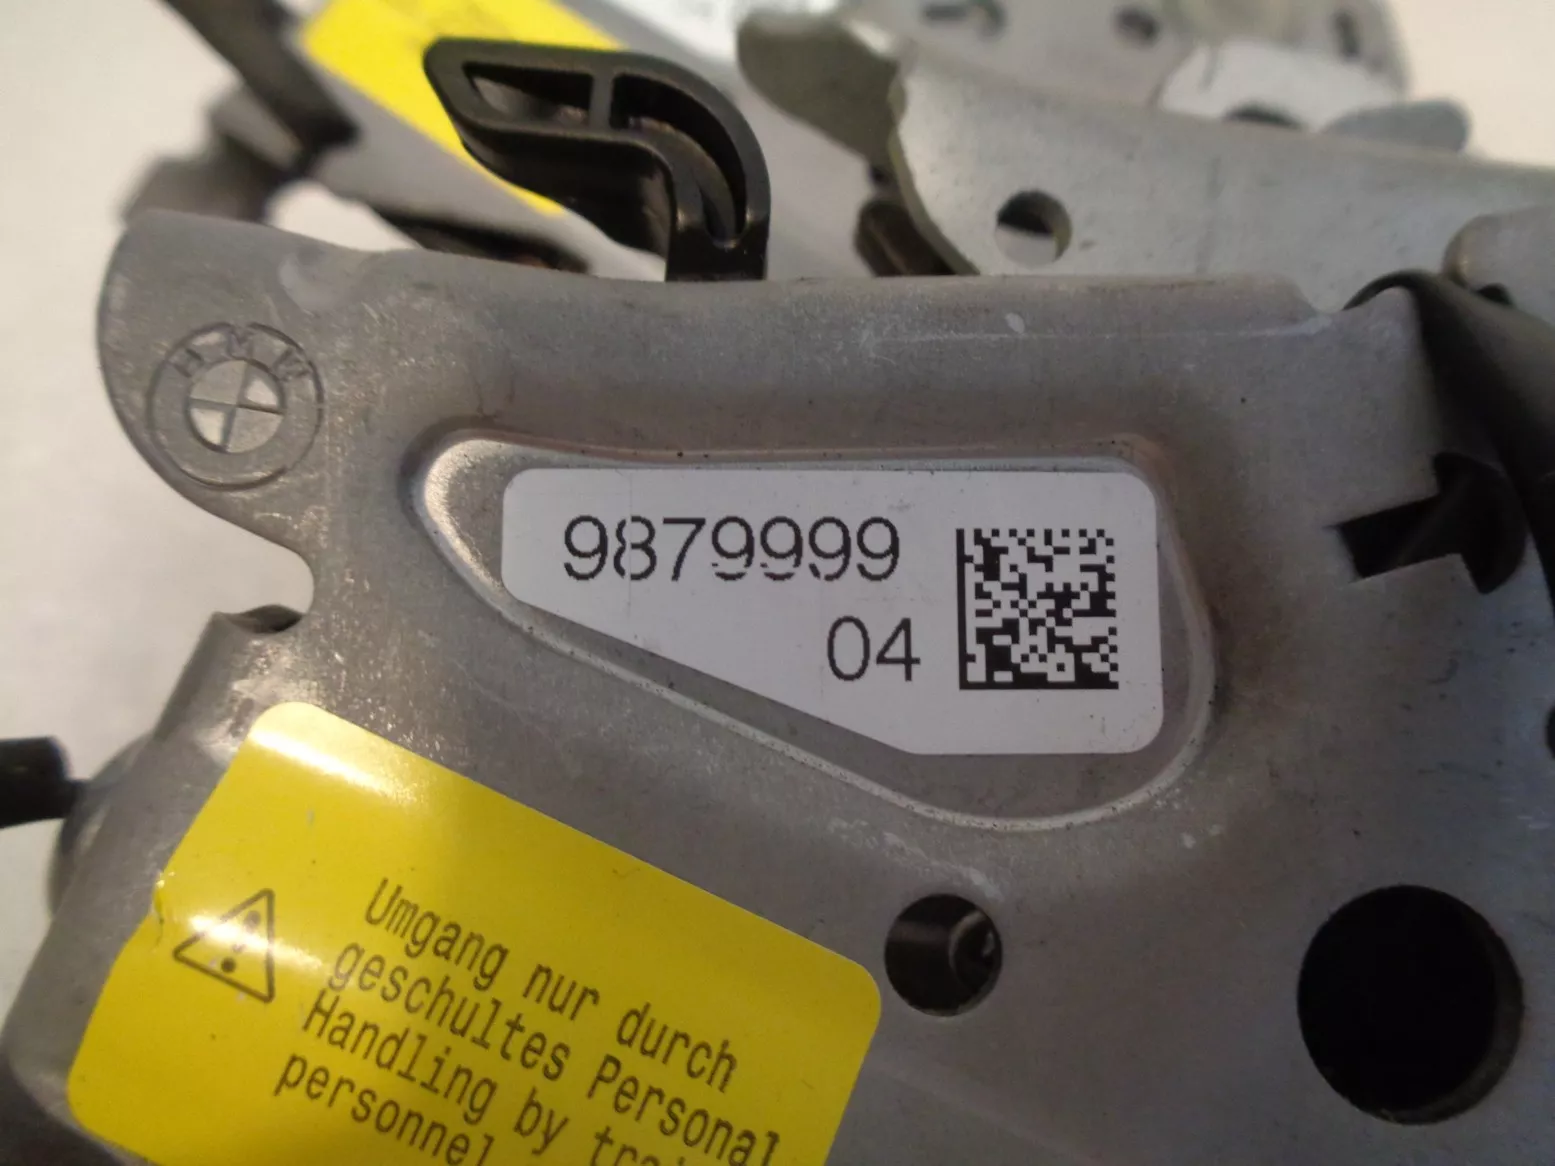 BMW
9879999
04
Umgang nur durch
geschultes Personal
Handling by
personnel